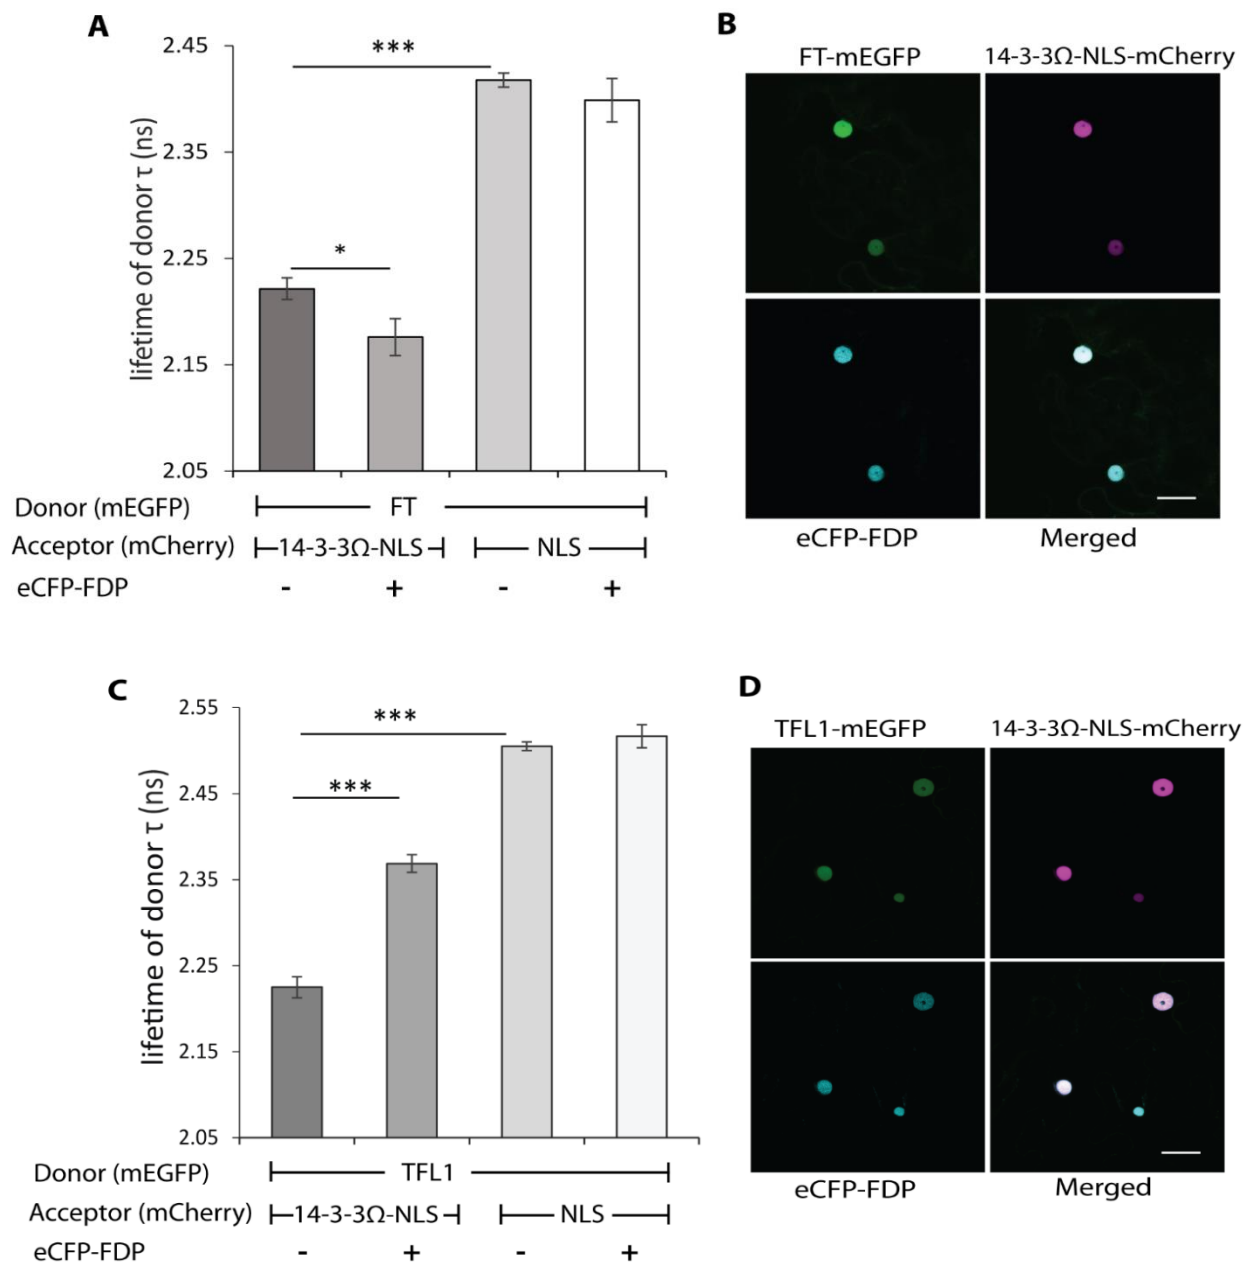 A
B
2.45
2.35
2.25
2.15
2.05
lifetime of donor τ (ns)
***
*
Donor (mEGFP) FT
Acceptor (mCherry) 14-3-3Ω-NLS NLS
eCFP-FDP - + - +
FT-mEGFP 14-3-3Ω-NLS-mCherry
eCFP-FDP Merged
C
D
2.55
2.45
2.35
2.25
2.15
2.05
lifetime of donor τ (ns)
***
***
Donor (mEGFP) TFL1
Acceptor (mCherry) 14-3-3Ω-NLS NLS
eCFP-FDP - + - +
TFL1-mEGFP 14-3-3Ω-NLS-mCherry
eCFP-FDP Merged